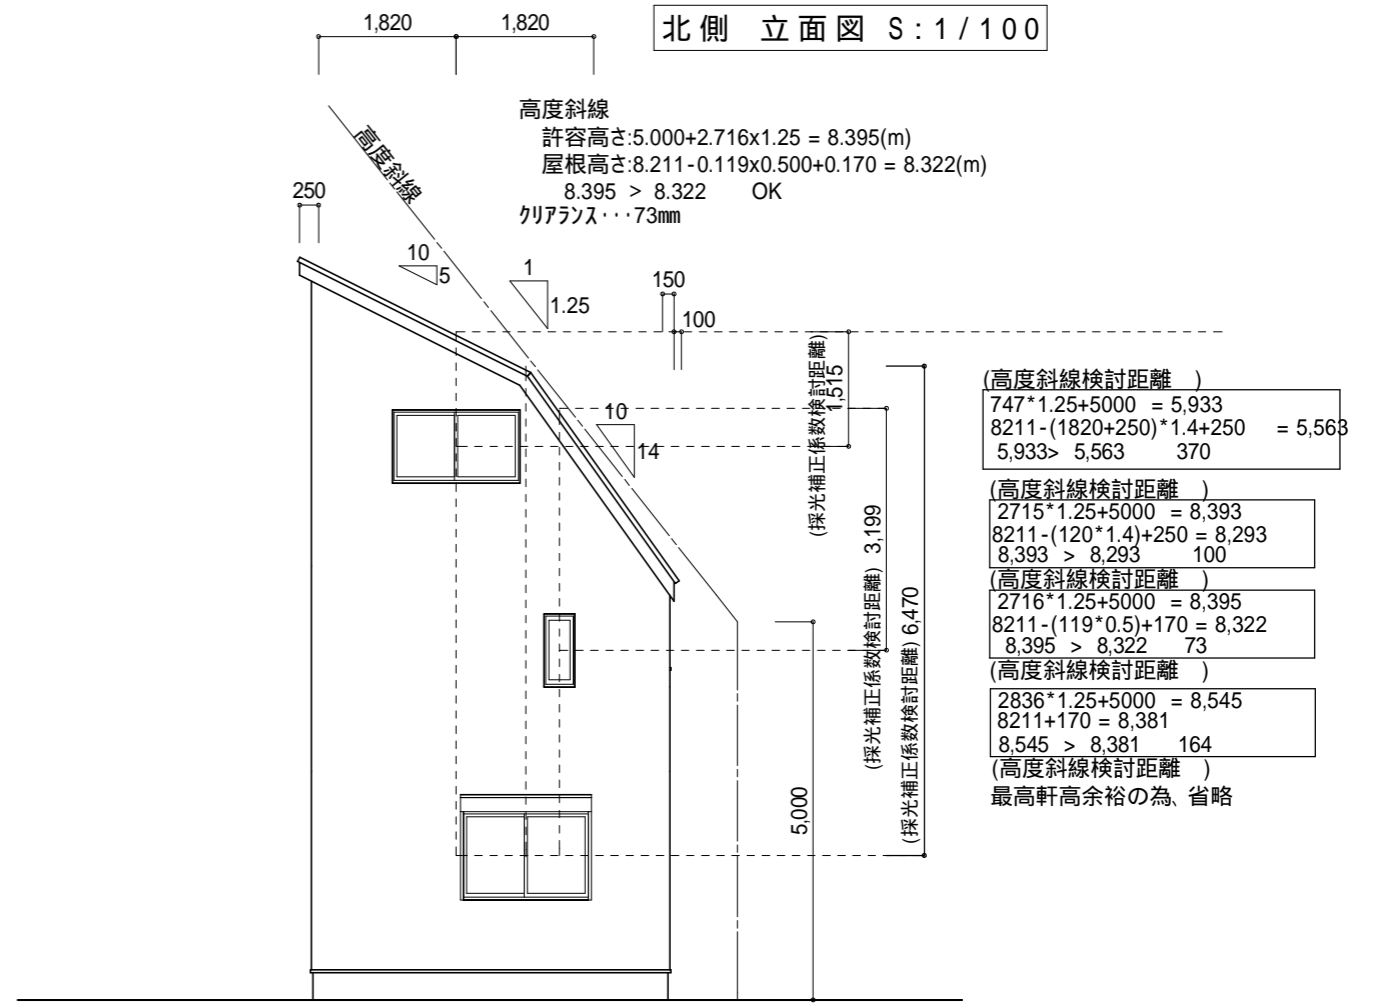 北側 立面図 S:1/100
1,820
1,820
高度斜線
許容高さ:5.000+2.716x1.25 = 8.395(m)
屋根高さ:8.211-0.119x0.500+0.170 = 8.322(m)
8.395 > 8.322 OK
クリアランス・・・73mm
高度斜線
250
10
5
1
1.25
150
100
10
14
(採光補正係数検討距離)
1,515
(採光補正係数検討距離) 3,199
(採光補正係数検討距離) 6,470
5,000
(高度斜線検討距離 )
747*1.25+5000 = 5,933
8211-(1820+250)*1.4+250 = 5,563
5,933> 5,563 370
(高度斜線検討距離 )
2715*1.25+5000 = 8,393
8211-(120*1.4)+250 = 8,293
8,393 > 8,293 100
(高度斜線検討距離 )
2716*1.25+5000 = 8,395
8211-(119*0.5)+170 = 8,322
8,395 > 8,322 73
(高度斜線検討距離 )
2836*1.25+5000 = 8,545
8211+170 = 8,381
8,545 > 8,381 164
(高度斜線検討距離 )
最高軒高余裕の為、省略